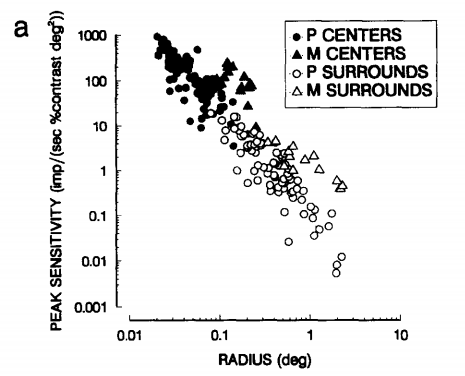 a
PEAK SENSITIVITY (imp/(sec %contrast deg²))
P CENTERS
M CENTERS
P SURROUNDS
M SURROUNDS
1000
100
10
1
0.1
0.01
0.001
0.01 0.1 1 10
RADIUS (deg)